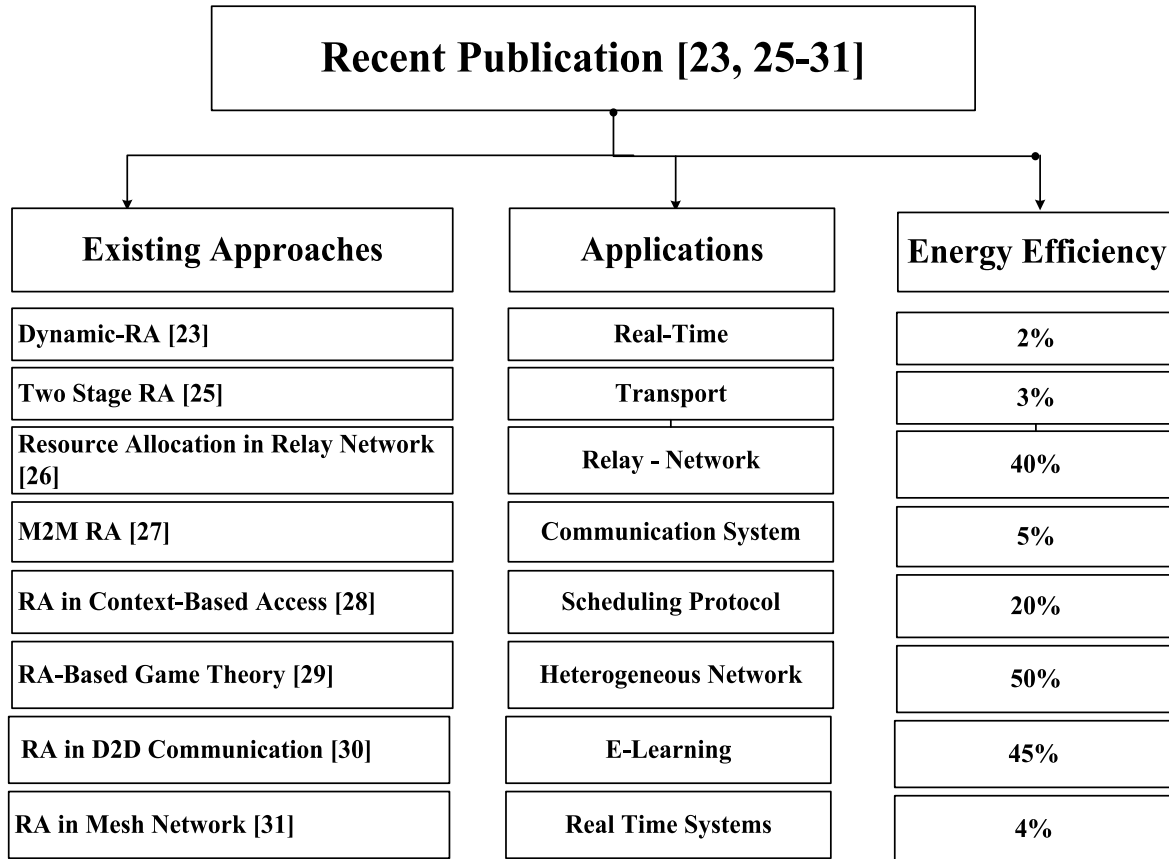 Recent Publication [23, 25-31]
Existing Approaches
Applications
Energy Efficiency
Dynamic-RA [23]
Real-Time
2%
Two Stage RA [25]
Transport
3%
Resource Allocation in Relay Network
[26]
Relay - Network
40%
M2M RA [27]
Communication System
5%
RA in Context-Based Access [28]
Scheduling Protocol
20%
RA-Based Game Theory [29]
Heterogeneous Network
50%
RA in D2D Communication [30]
E-Learning
45%
RA in Mesh Network [31]
Real Time Systems
4%